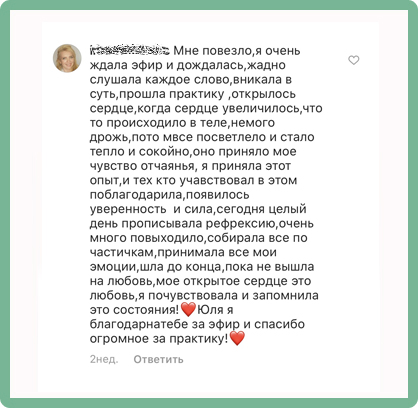 Мне повезло,я очень
ждала эфир и дождалась,жадно
слушала каждое слово,вникала в
суть,прошла практику ,открылось
сердце,когда сердце увеличилось,что
то происходило в теле,немого
дрожь,пото мвсе посветлело и стало
тепло и сокойно,оно приняло мое
чувство отчаянья, я приняла этот
опыт,и тех кто учавствовал в этом
поблагодарила,появилось
уверенность и сила,сегодня целый
день прописывала рефрексию,очень
много повыходило,собирала все по
частичкам,принимала все мои
эмоции,шла до конца,пока не вышла
на любовь,мое открытое сердце это
любовь,я почувствовала и запомнила
это состояния!❤️Юля я
благодарнатебе за эфир и спасибо
огромное за практику!❤️
2нед. Ответить